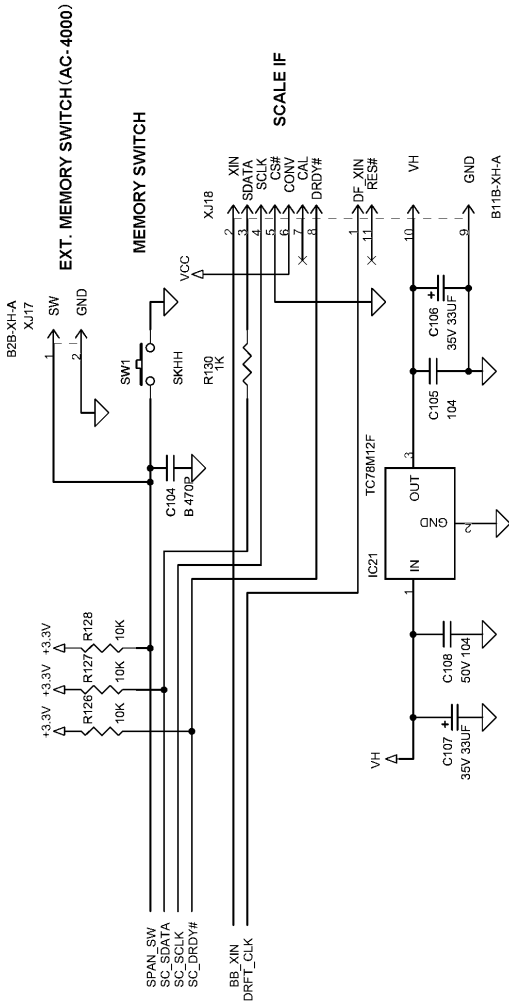 B2B-XH-A
XJ17
EXT. MEMORY SWITCH(AC-4000)
1
SW
2
GND
MEMORY SWITCH
SW1
SKHH
C104
B 470P
+3.3V
+3.3V
+3.3V
R128
10K
R127
10K
R126
10K
SPAN_SW
SC_SDATA
SC_SCLK
SC_DRDY#
BB_XIN
DRFT_CLK
VCC
R130
1K
XJ18
SCALE IF
2
XIN
3
SDATA
4
SCLK
5
CS#
6
CONV
7
CAL
8
DRDY#
1
DF_XIN
11
RES#
10
VH
9
GND
B11B-XH-A
VH
C107
35V 33UF
C108
50V 104
IC21
TC78M12F
1
IN
OUT
3
GND
2
C105
104
C106
35V 33UF